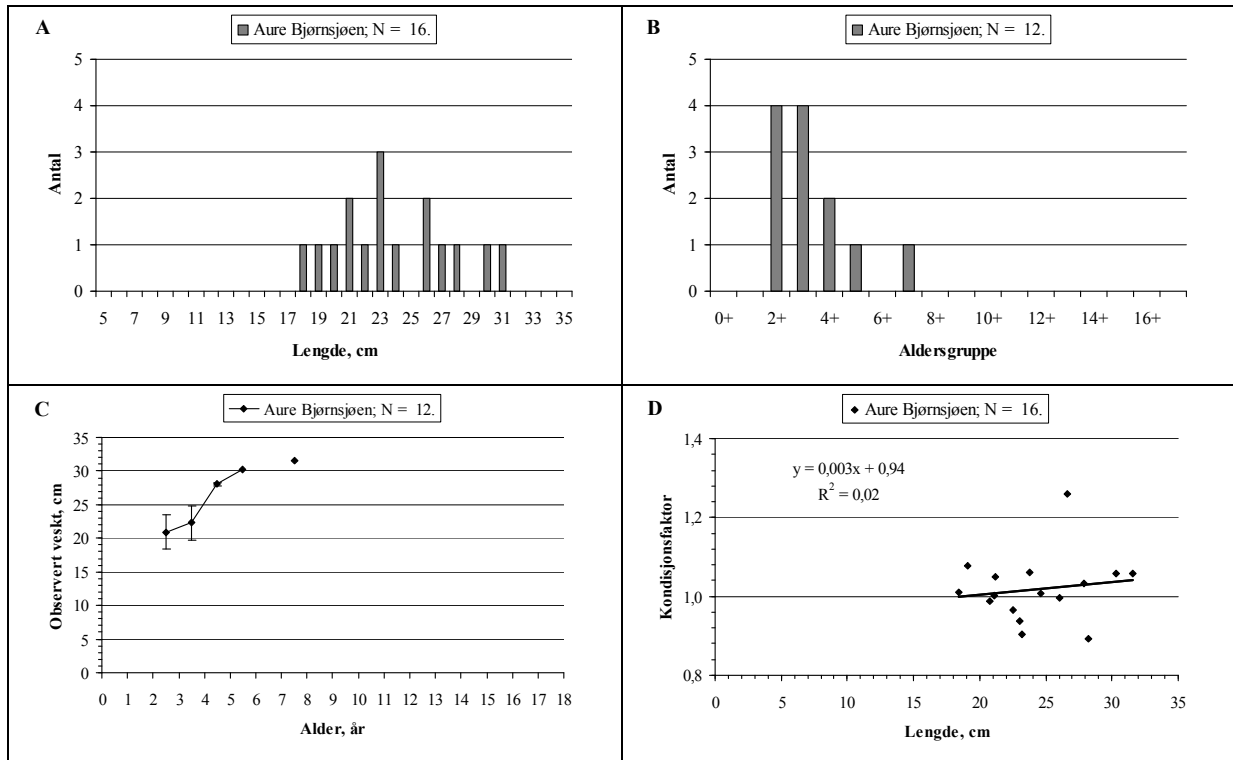 A
Aure Bjørnsjøen; N = 16.
5
4
3
2
1
0
Antal
5 7 9 11 13 15 17 19 21 23 25 27 29 31 33 35
Lengde, cm
B
Aure Bjørnsjøen; N = 12.
5
4
3
2
1
0
Antal
0+ 2+ 4+ 6+ 8+ 10+ 12+ 14+ 16+
Aldersgruppe
C
Aure Bjørnsjøen; N = 12.
35
30
25
20
15
10
5
0
Observert veskt, cm
0 1 2 3 4 5 6 7 8 9 10 11 12 13 14 15 16 17 18
Alder, år
D
Aure Bjørnsjøen; N = 16.
1,4
1,2
1,0
0,8
Kondisjonsfaktor
y = 0,003x + 0,94
R² = 0,02
0 5 10 15 20 25 30 35
Lengde, cm